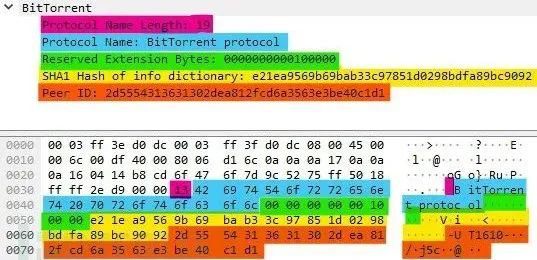 BitTorrent
Protocol Name Length: 19
Protocol Name: BitTorrent protocol
Reserved Extension Bytes: 0000000000100000
SHA1 Hash of info dictionary: e21ea9569b69bab33c97851d0298bdfa89bc9092
Peer ID: 2d5554313631302dea812fcd6a3563e3be40c1d1
0000 00 03 ff 3e d0 dc 00 03 ff 3f d0 dc 08 00 45 00 ...>.... .?....E.
0010 00 6c 00 df 40 00 80 06 d1 6c 0a 0a 0a 17 0a 0a .l..@... .l......
0020 0a 16 04 14 b8 cd 6f 47 6f 7d 9c 52 75 ff 50 18 ......oG o}.Ru.P.
0030 ff ff 2e d9 00 00 13 42 69 74 54 6f 72 72 65 6e .......B itTorren
0040 74 20 70 72 6f 74 6f 63 6f 6c 00 00 00 00 00 10 t protoc ol......
0050 00 00 e2 1e a9 56 9b 69 ba b3 3c 97 85 1d 02 98 .....V.i ..<.....
0060 bd fa 89 bc 90 92 2d 55 54 31 36 31 30 2d ea 81 ......-U T1610-..
0070 2f cd 6a 35 63 e3 be 40 c1 d1 /.j5c..@ ..